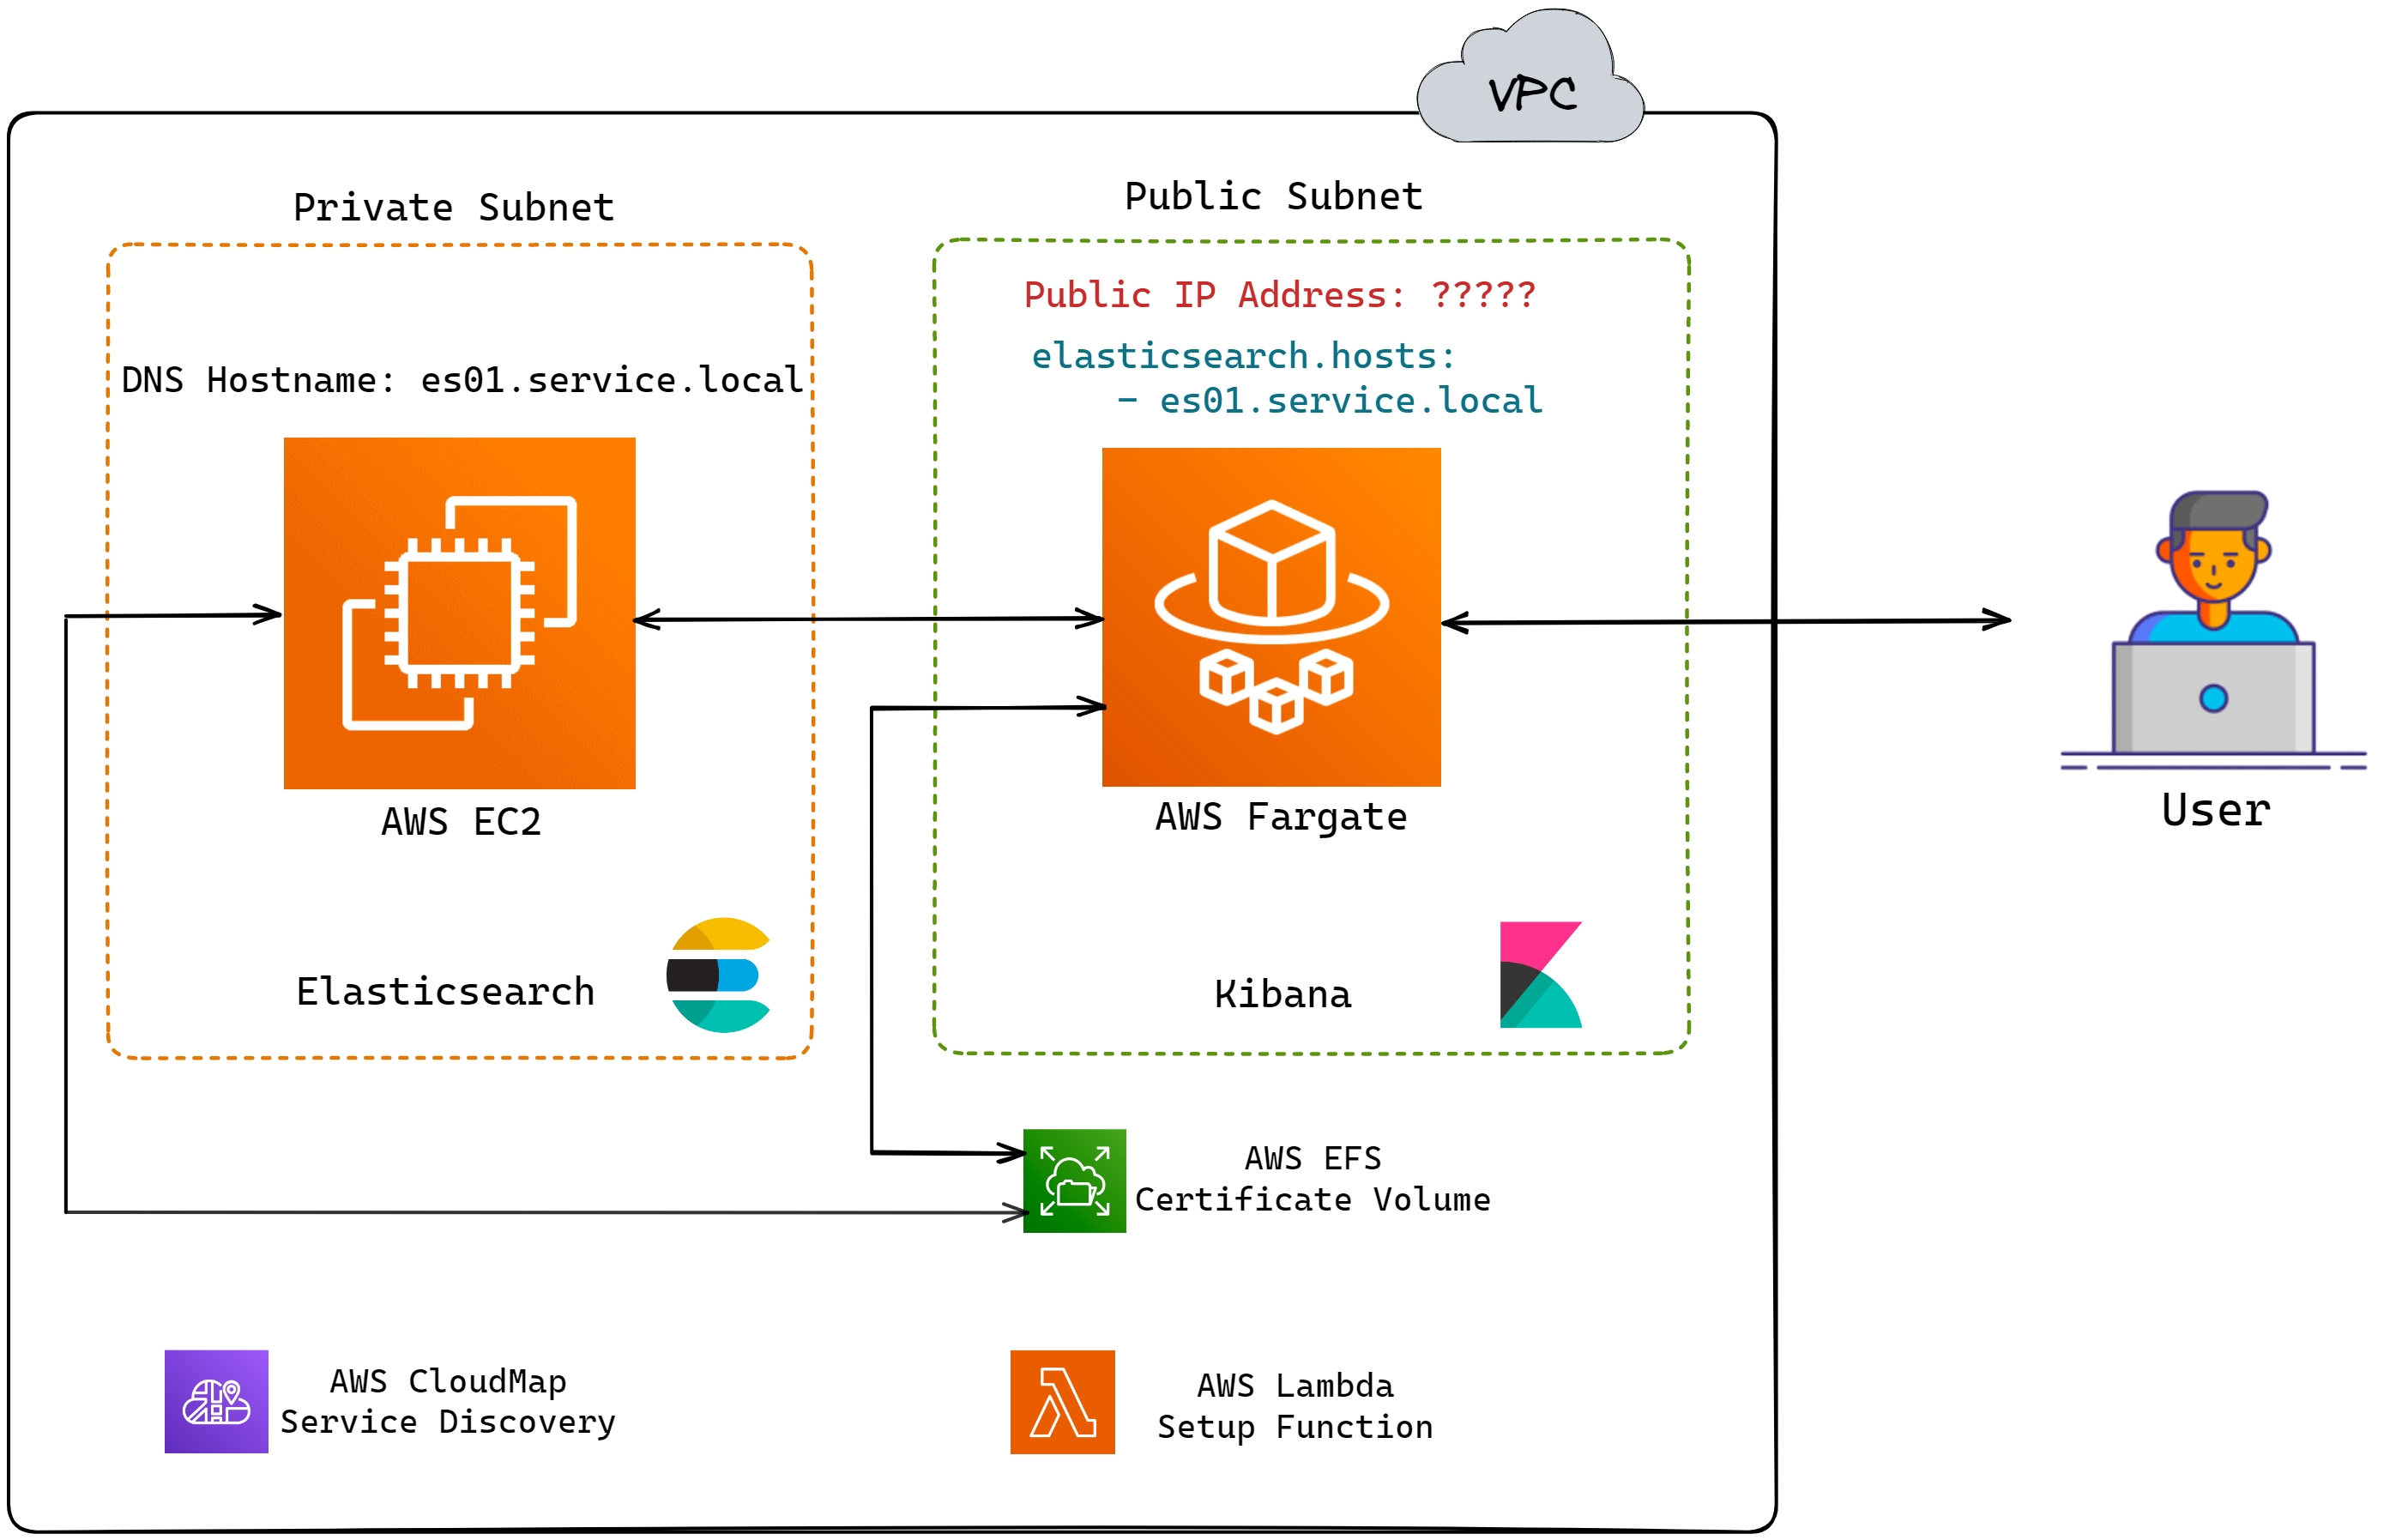 VPC
Private Subnet
Public Subnet
Public IP Address: ?????
elasticsearch.hosts:
- es01.service.local
DNS Hostname: es01.service.local
AWS EC2
AWS Fargate
User
Elasticsearch
Kibana
AWS EFS
Certificate Volume
AWS CloudMap
Service Discovery
AWS Lambda
Setup Function